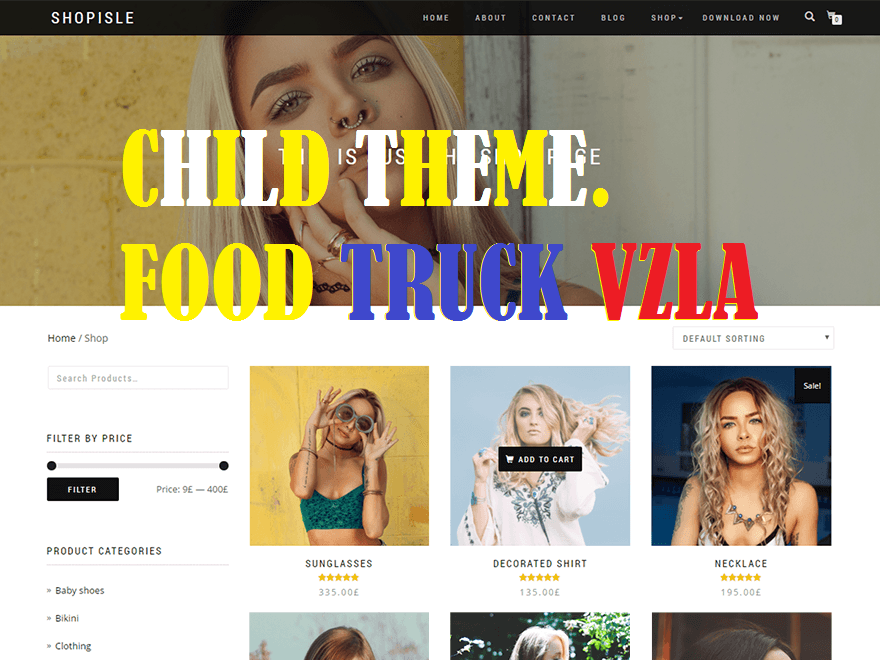 SHOPISLE
HOME ABOUT CONTACT BLOG SHOP DOWNLOAD NOW 0
CHILD THEME.
FOOD TRUCK VZLA
Home / Shop
DEFAULT SORTING
Search Products…
FILTER BY PRICE
FILTER Price: 9£ — 400£
PRODUCT CATEGORIES
» Baby shoes
» Bikini
» Clothing
SUNGLASSES
335.00£
ADD TO CART
DECORATED SHIRT
135.00£
Sale!
NECKLACE
195.00£